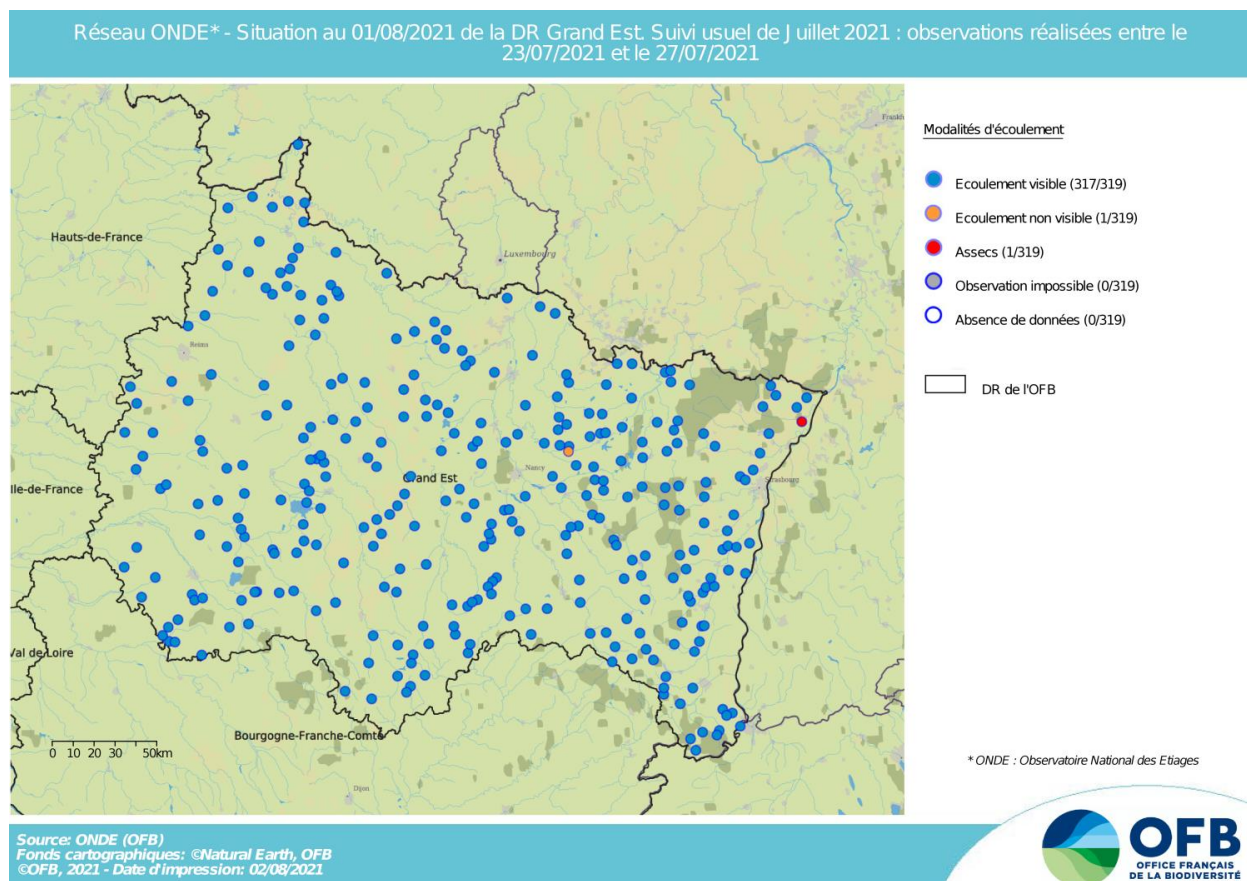 Réseau ONDE* - Situation au 01/08/2021 de la DR Grand Est. Suivi usuel de Juillet 2021 : observations réalisées entre le
23/07/2021 et le 27/07/2021
Hauts-de-France
Luxembourg
Reims
Grand Est
Nancy
Strasbourg
Ile-de-France
Val de Loire
Bourgogne-Franche-Comté
Dijon
0 10 20 30 50km
Modalités d'écoulement
Ecoulement visible (317/319)
Ecoulement non visible (1/319)
Assecs (1/319)
Observation impossible (0/319)
Absence de données (0/319)
DR de l'OFB
* ONDE : Observatoire National des Etiages
Source: ONDE (OFB)
Fonds cartographiques: ©Natural Earth, OFB
©OFB, 2021 - Date d'impression: 02/08/2021
OFB
OFFICE FRANÇAIS
DE LA BIODIVERSITÉ